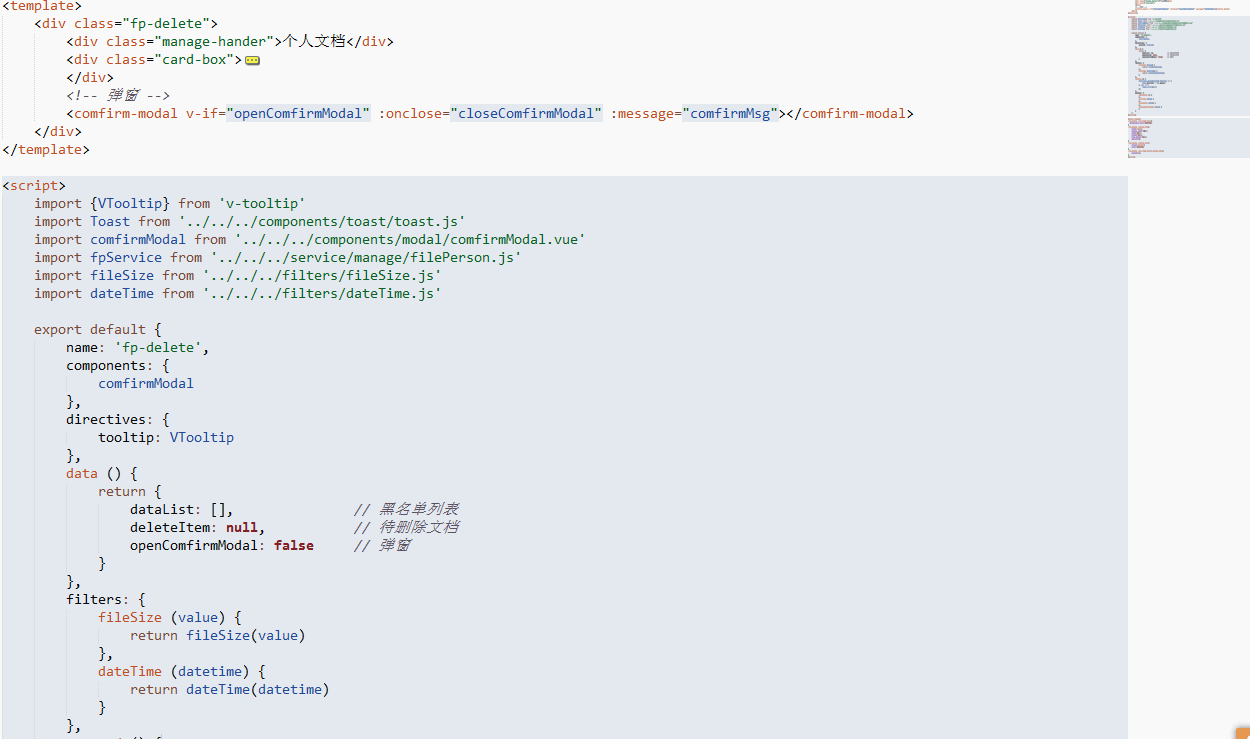 <template>
<div class="fp-delete">
<div class="manage-hander">个人文档</div>
<div class="card-box">
</div>
<!-- 弹窗 -->
<comfirm-modal v-if="openComfirmModal" :onclose="closeComfirmModal" :message="comfirmMsg"></comfirm-modal>
</div>
</template>
<script>
import {VTooltip} from 'v-tooltip'
import Toast from '../../../components/toast/toast.js'
import comfirmModal from '../../../components/modal/comfirmModal.vue'
import fpService from '../../../service/manage/filePerson.js'
import fileSize from '../../../filters/fileSize.js'
import dateTime from '../../../filters/dateTime.js'
export default {
name: 'fp-delete',
components: {
comfirmModal
},
directives: {
tooltip: VTooltip
},
data () {
return {
dataList: [], // 黑名单列表
deleteItem: null, // 待删除文档
openComfirmModal: false // 弹窗
}
},
filters: {
fileSize (value) {
return fileSize(value)
},
dateTime (datetime) {
return dateTime(datetime)
}
},